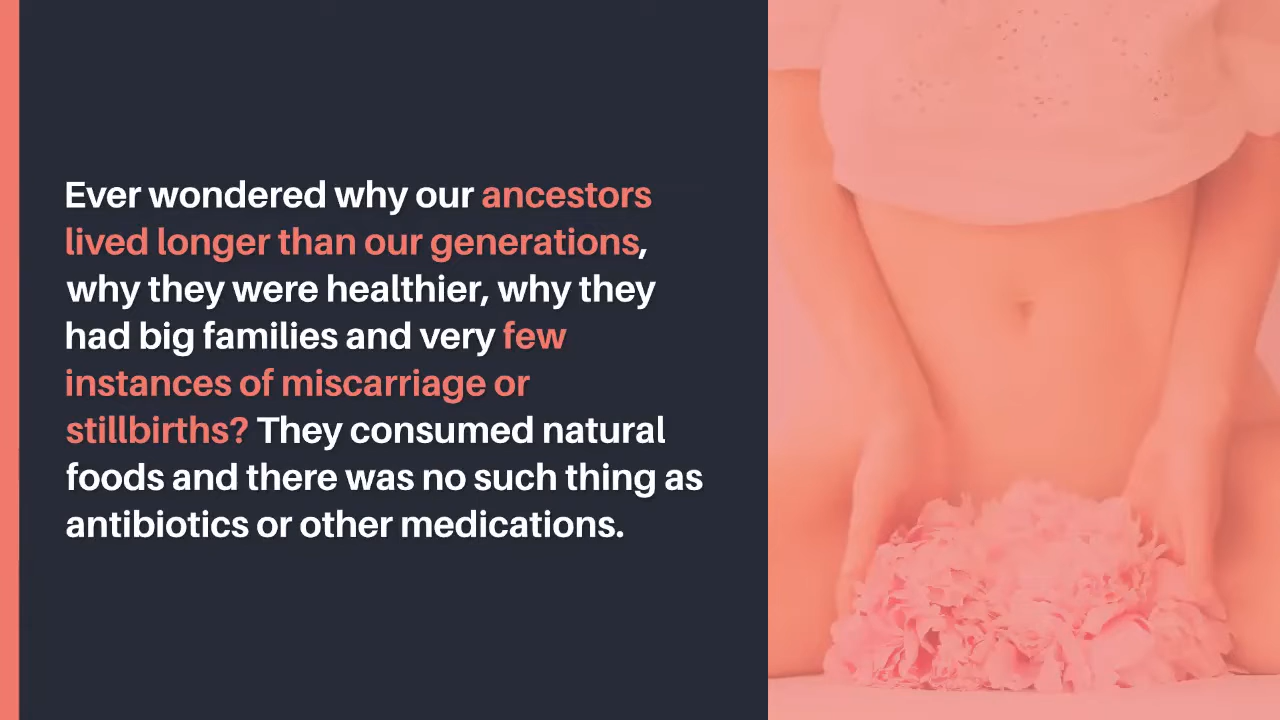 Ever wondered why our ancestors
lived longer than our generations,
why they were healthier, why they
had big families and very few
instances of miscarriage or
stillbirths? They consumed natural
foods and there was no such thing as
antibiotics or other medications.